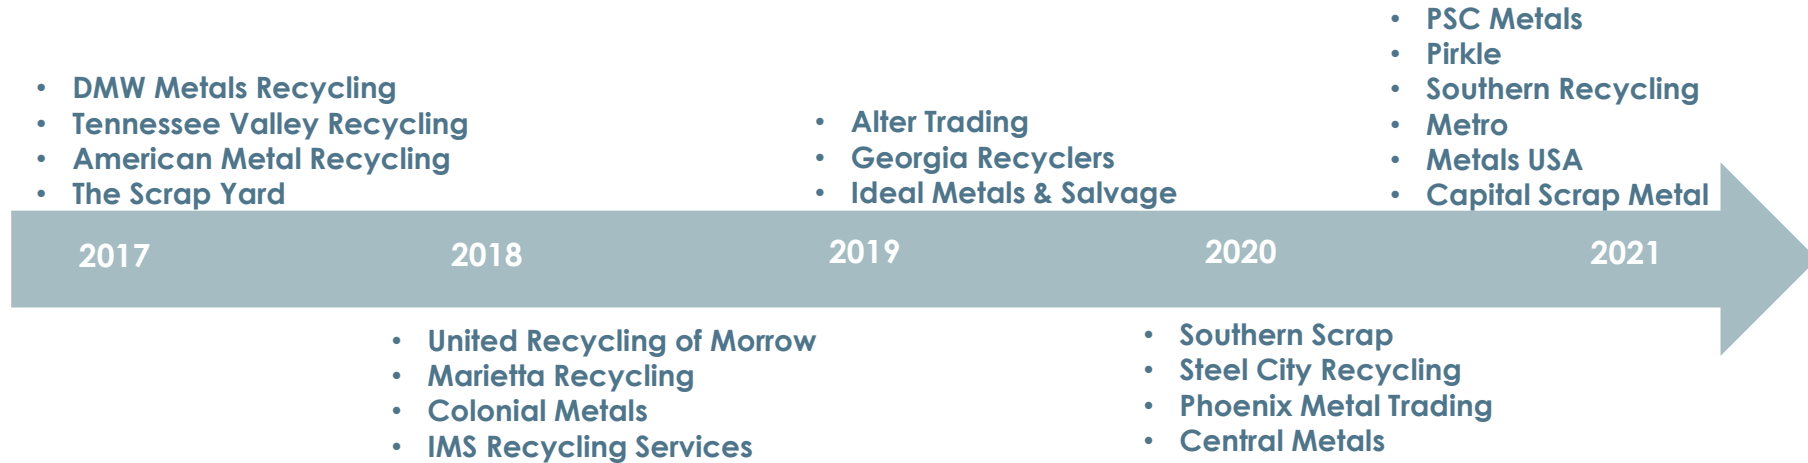 • DMW Metals Recycling
• Tennessee Valley Recycling
• American Metal Recycling
• The Scrap Yard
2017
2018
• United Recycling of Morrow
• Marietta Recycling
• Colonial Metals
• IMS Recycling Services
• Alter Trading
• Georgia Recyclers
• Ideal Metals & Salvage
2019
2020
• Southern Scrap
• Steel City Recycling
• Phoenix Metal Trading
• Central Metals
• PSC Metals
• Pirkle
• Southern Recycling
• Metro
• Metals USA
• Capital Scrap Metal
2021